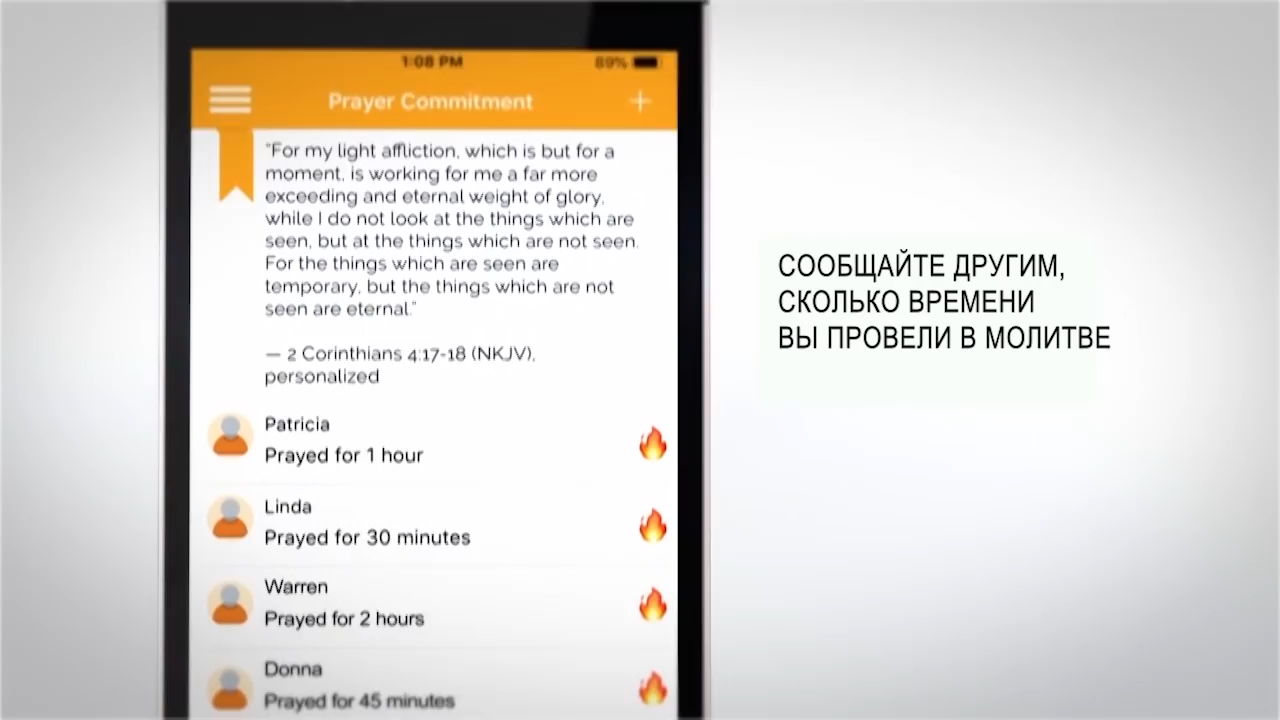 1:08 PM 89%
Prayer Commitment +
"For my light affliction, which is but for a
moment, is working for me a far more
exceeding and eternal weight of glory,
while I do not look at the things which are
seen, but at the things which are not seen.
For the things which are seen are
temporary, but the things which are not
seen are eternal."
— 2 Corinthians 4:17-18 (NKJV),
personalized
Patricia
Prayed for 1 hour
Linda
Prayed for 30 minutes
Warren
Prayed for 2 hours
Donna
Prayed for 45 minutes
СООБЩАЙТЕ ДРУГИМ,
СКОЛЬКО ВРЕМЕНИ
ВЫ ПРОВЕЛИ В МОЛИТВЕ